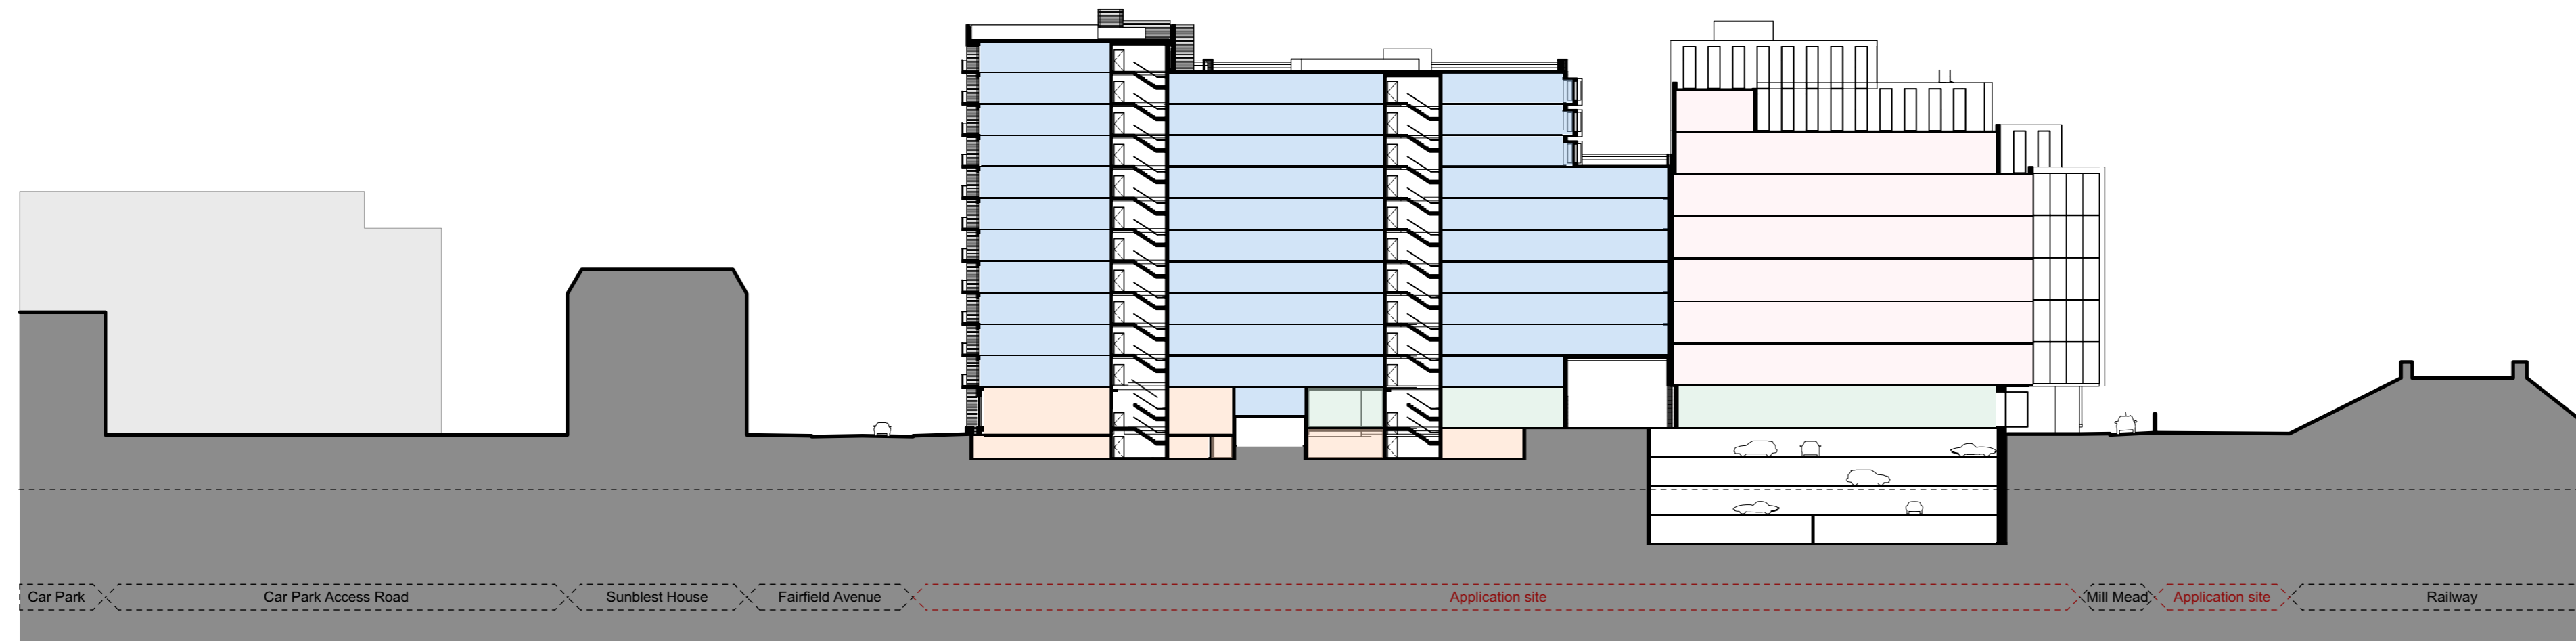 Car Park
Car Park Access Road
Sunblest House
Fairfield Avenue
Application site
Mill Mead
Application site
Railway